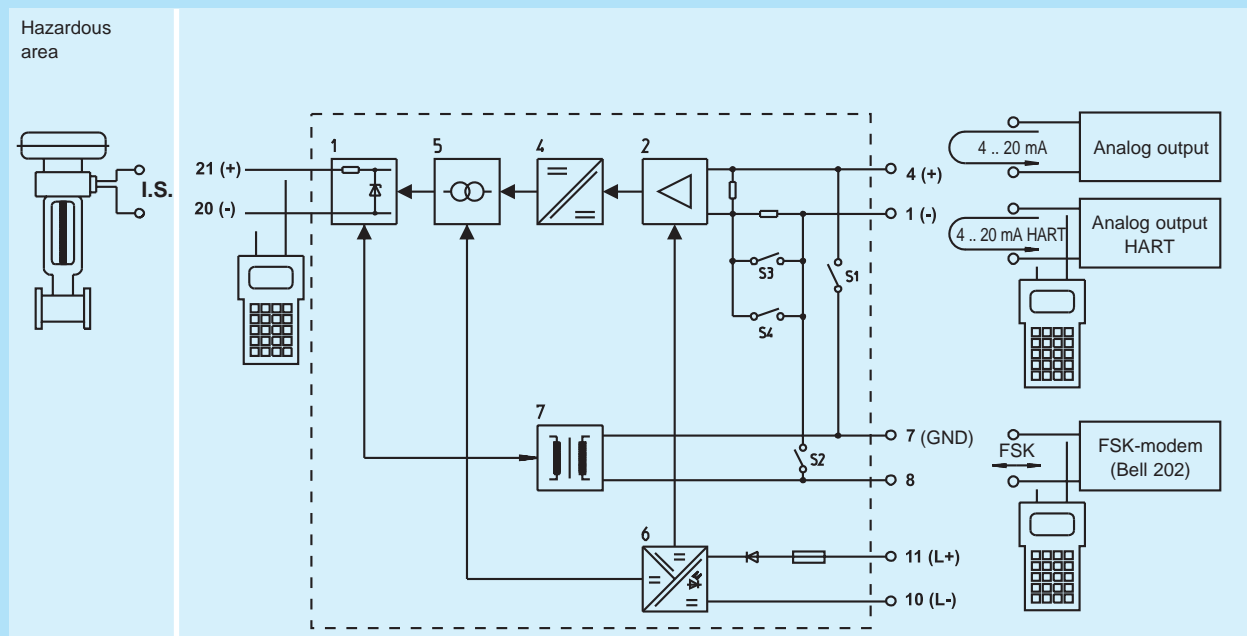 Hazardous
area
I.S.
21 (+)
20 (-)
1
5
4
2
4 (+)
1 (-)
S3
S4
S1
7
S2
7 (GND)
8
6
11 (L+)
10 (L-)
4 .. 20 mA
Analog output
4 .. 20 mA HART
Analog output
HART
FSK
FSK-modem
(Bell 202)